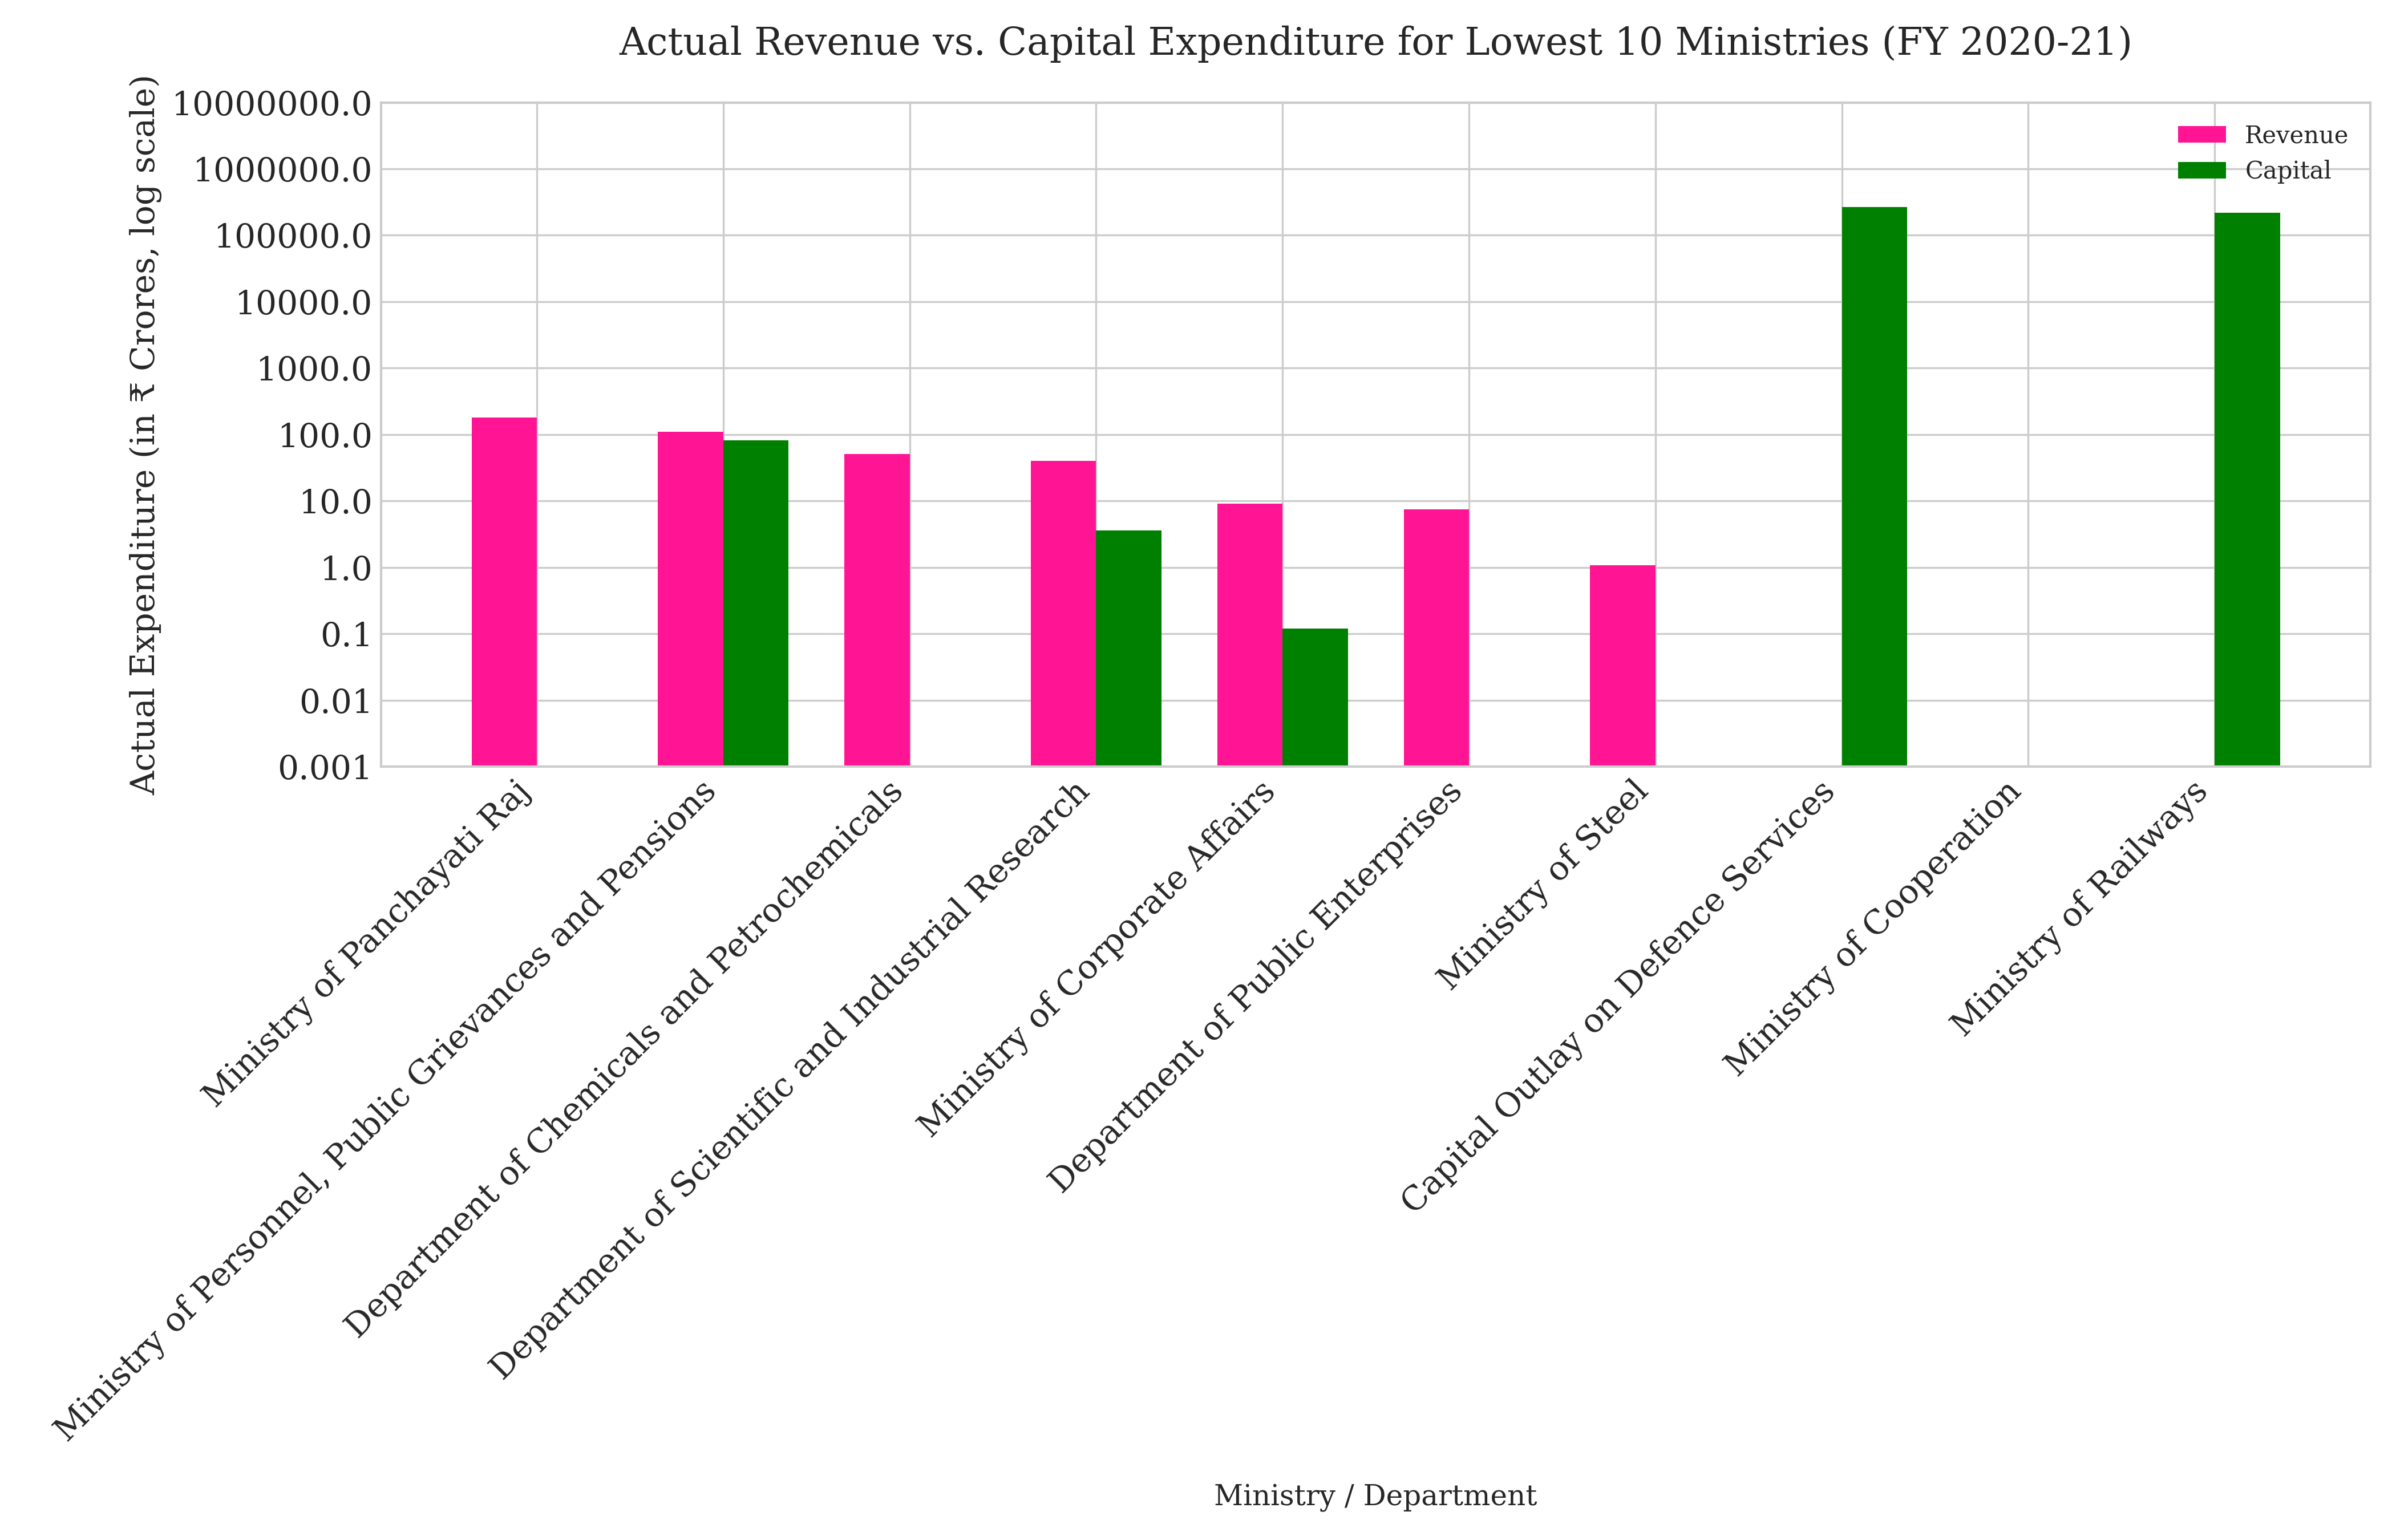 Actual Revenue vs. Capital Expenditure for Lowest 10 Ministries (FY 2020-21)
Actual Expenditure (in ₹ Crores, log scale)
10000000.0
1000000.0
100000.0
10000.0
1000.0
100.0
10.0
1.0
0.1
0.01
0.001
Revenue
Capital
Ministry of Panchayati Raj
Ministry of Personnel, Public Grievances and Pensions
Department of Chemicals and Petrochemicals
Department of Scientific and Industrial Research
Ministry of Corporate Affairs
Department of Public Enterprises
Ministry of Steel
Capital Outlay on Defence Services
Ministry of Cooperation
Ministry of Railways
Ministry / Department